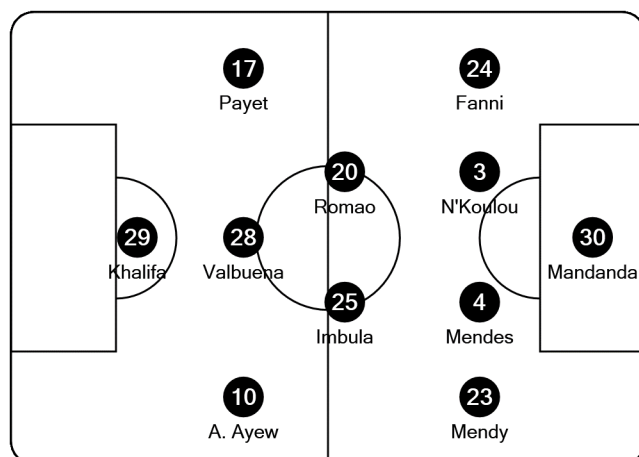 17
Payet
24
Fanni
20
Romao
3
N'Koulou
29
Khalifa
28
Valbuena
30
Mandanda
25
Imbula
4
Mendes
10
A. Ayew
23
Mendy